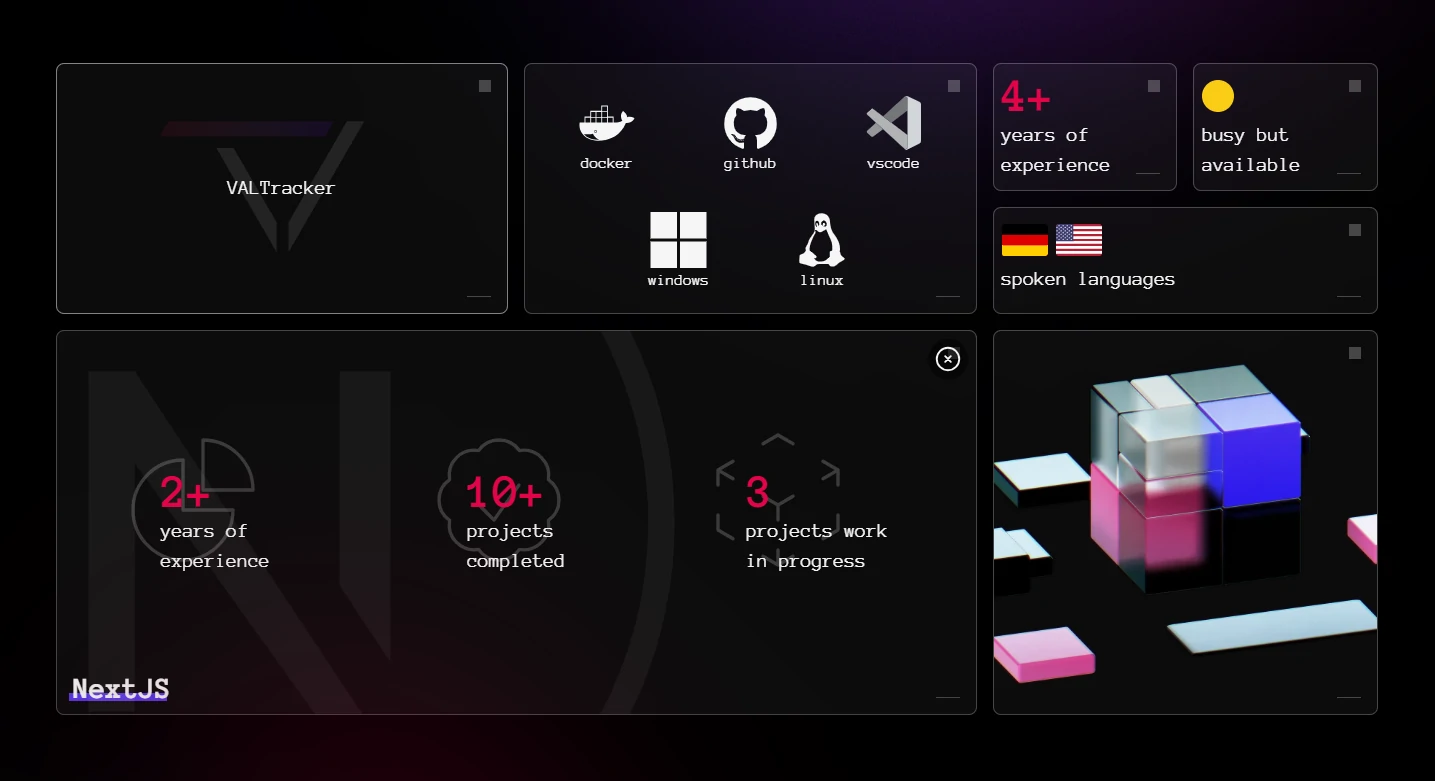 VALTracker
docker
github
vscode
windows
linux
4+
years of
experience
busy but
available
spoken languages
2+
years of
experience
10+
projects
completed
3
projects work
in progress
NextJS